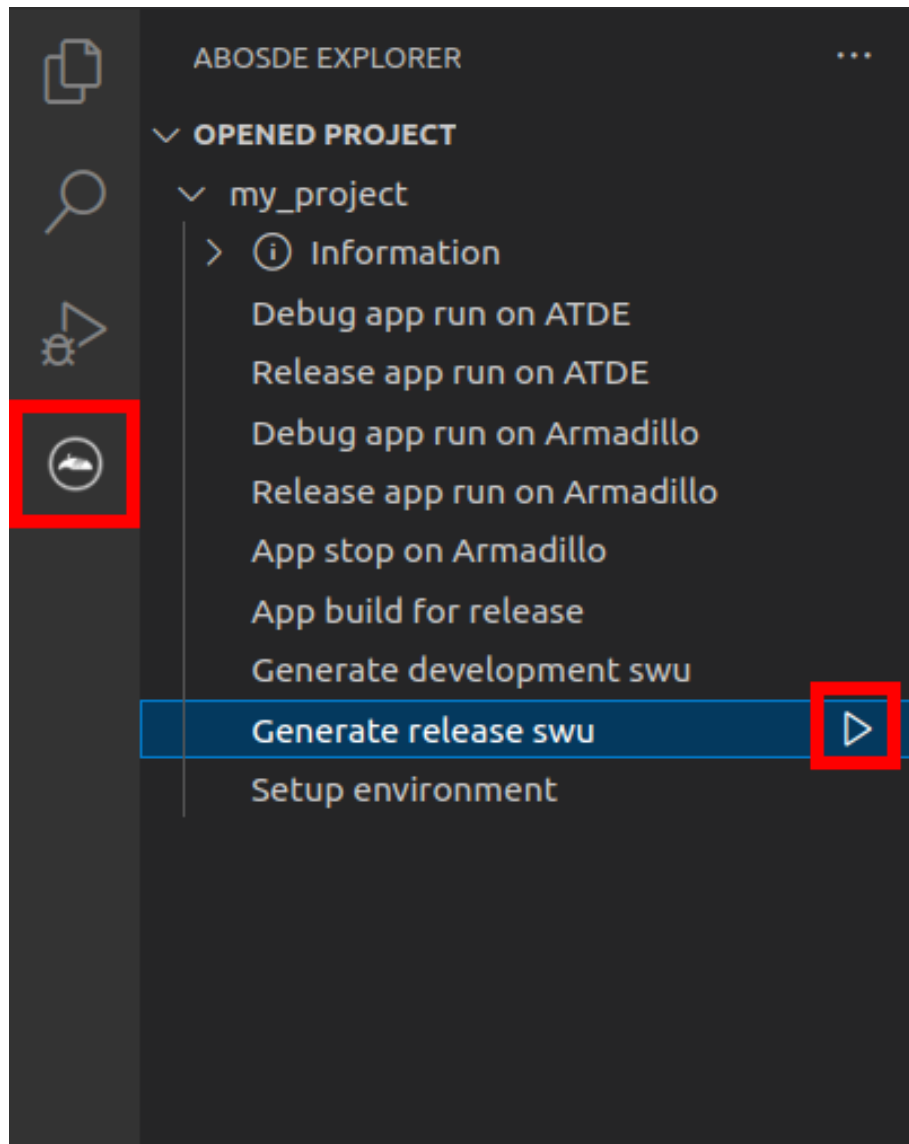 ABOSDE EXPLORER
OPENED PROJECT
my_project
Information
Debug app run on ATDE
Release app run on ATDE
Debug app run on Armadillo
Release app run on Armadillo
App stop on Armadillo
App build for release
Generate development swu
Generate release swu
Setup environment